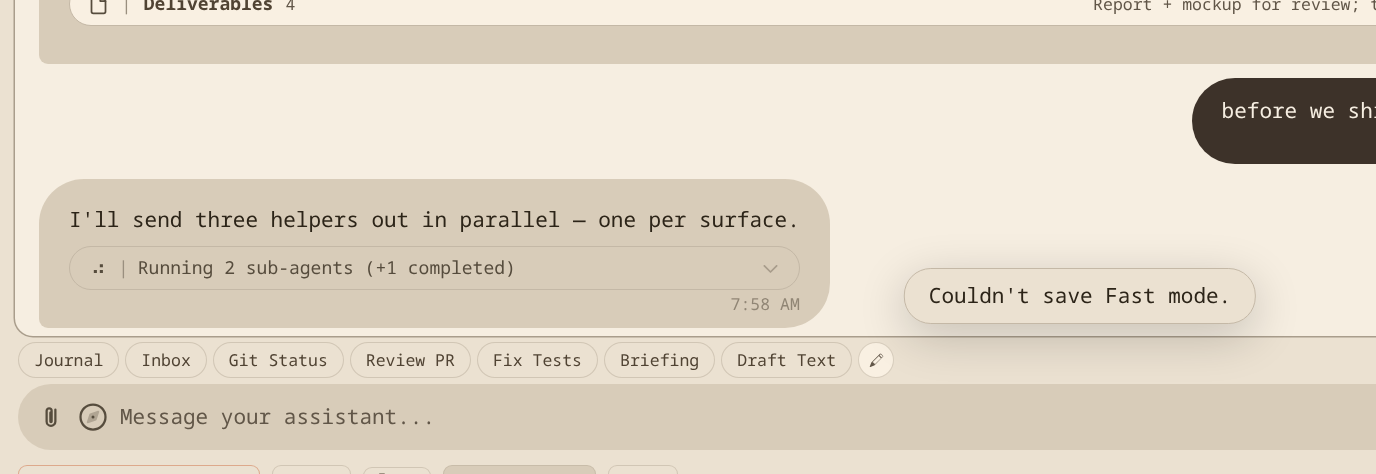 Deliverables 4
Report + mockup for review;
before we
I'll send three helpers out in parallel — one per surface.
Running 2 sub-agents (+1 completed)
7:58 AM
Couldn't save Fast mode.
Journal
Inbox
Git Status
Review PR
Fix Tests
Briefing
Draft Text
Message your assistant...